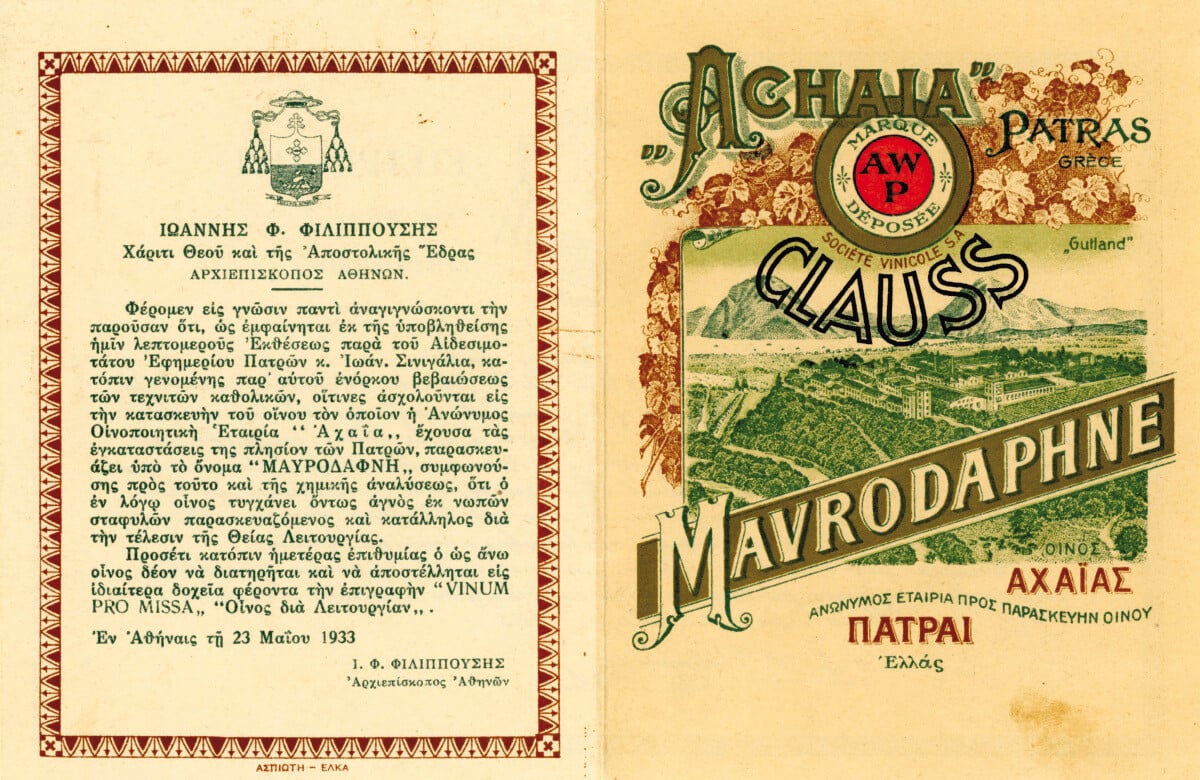 ΙΩΑΝΝΗΣ Φ. ΦΙΛΙΠΠΟΥΣΗΣ
Χάριτι Θεοῦ καὶ τῆς Ἀποστολικῆς Ἕδρας
ΑΡΧΙΕΠΙΣΚΟΠΟΣ ΑΘΗΝΩΝ.
Φέρομεν εἰς γνῶσιν παντὶ ἀναγιγνώσκοντι τὴν
παροῦσαν ὅτι, ὡς ἐμφαίνηται ἐκ τῆς ὑποβληθείσης
ἡμῖν λεπτομεροῦς Ἐκθέσεως παρὰ τοῦ Αἰδεσιμο-
τάτου Ἐφημερίου Πατρῶν κ. Ἰωάν. Σινιγάλια, κα-
τόπιν γενομένης παρ' αὐτοῦ ἐνόρκου βεβαιώσεως
τῶν τεχνιτῶν καθολικῶν, οἵτινες ἀσχολοῦνται εἰς
τὴν κατασκευὴν τοῦ οἴνου τὸν ὁποῖον ἡ Ἀνώνυμος
Οἰνοποιητικὴ Ἑταιρία ‘‘Ἀχαΐα,, ἔχουσα τὰς
ἐγκαταστάσεις της πλησίον τῶν Πατρῶν, παρασκευ-
άζει ὑπὸ τὸ ὄνομα “ΜΑΥΡΟΔΑΦΝΗ„ συμφωνού-
σης πρὸς τοῦτο καὶ τῆς χημικῆς ἀναλύσεως, ὅτι ὁ
ἐν λόγῳ οἶνος τυγχάνει ὄντως ἁγνὸς ἐκ νωπῶν
σταφυλῶν παρασκευαζόμενος καὶ κατάλληλος διὰ
τὴν τέλεσιν τῆς Θείας Λειτουργίας.
Προσέτι κατόπιν ἡμετέρας ἐπιθυμίας ὁ ὡς ἄνω
οἶνος δέον νὰ διατηρῆται καὶ νὰ ἀποστέλληται εἰς
ἰδιαίτερα δοχεῖα φέροντα τὴν ἐπιγραφὴν “VINUM
PRO MISSA„ “Οἶνος διὰ Λειτουργίαν„.
Ἐν Ἀθήναις τῇ 23 Μαΐου 1933
Ι. Φ. ΦΙΛΙΠΠΟΥΣΗΣ
Ἀρχιεπίσκοπος Ἀθηνῶν
ΑΣΠΙΩΤΗ – ΕΛΚΑ
„ACHAIA”
PATRAS
GRÈCE
MARQUE
AW
P
DÉPOSÉE
SOCIÉTÉ VINICOLE S.A
„Gutland”
CLAUSS
MAVRODAPHNE
ΟΙΝΟΣ
ΑΧΑΪΑΣ
ΑΝΩΝΥΜΟΣ ΕΤΑΙΡΙΑ ΠΡΟΣ ΠΑΡΑΣΚΕΥΗΝ ΟΙΝΟΥ
ΠΑΤΡΑΙ
Ἑλλάς